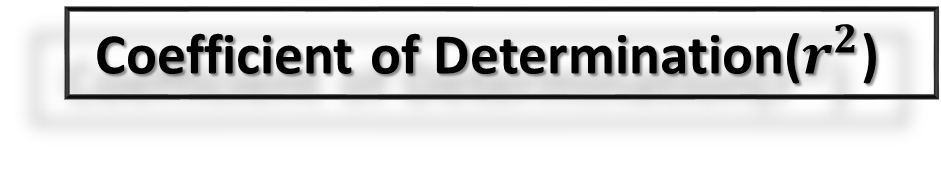 Coefficient of Determination(𝒓²)